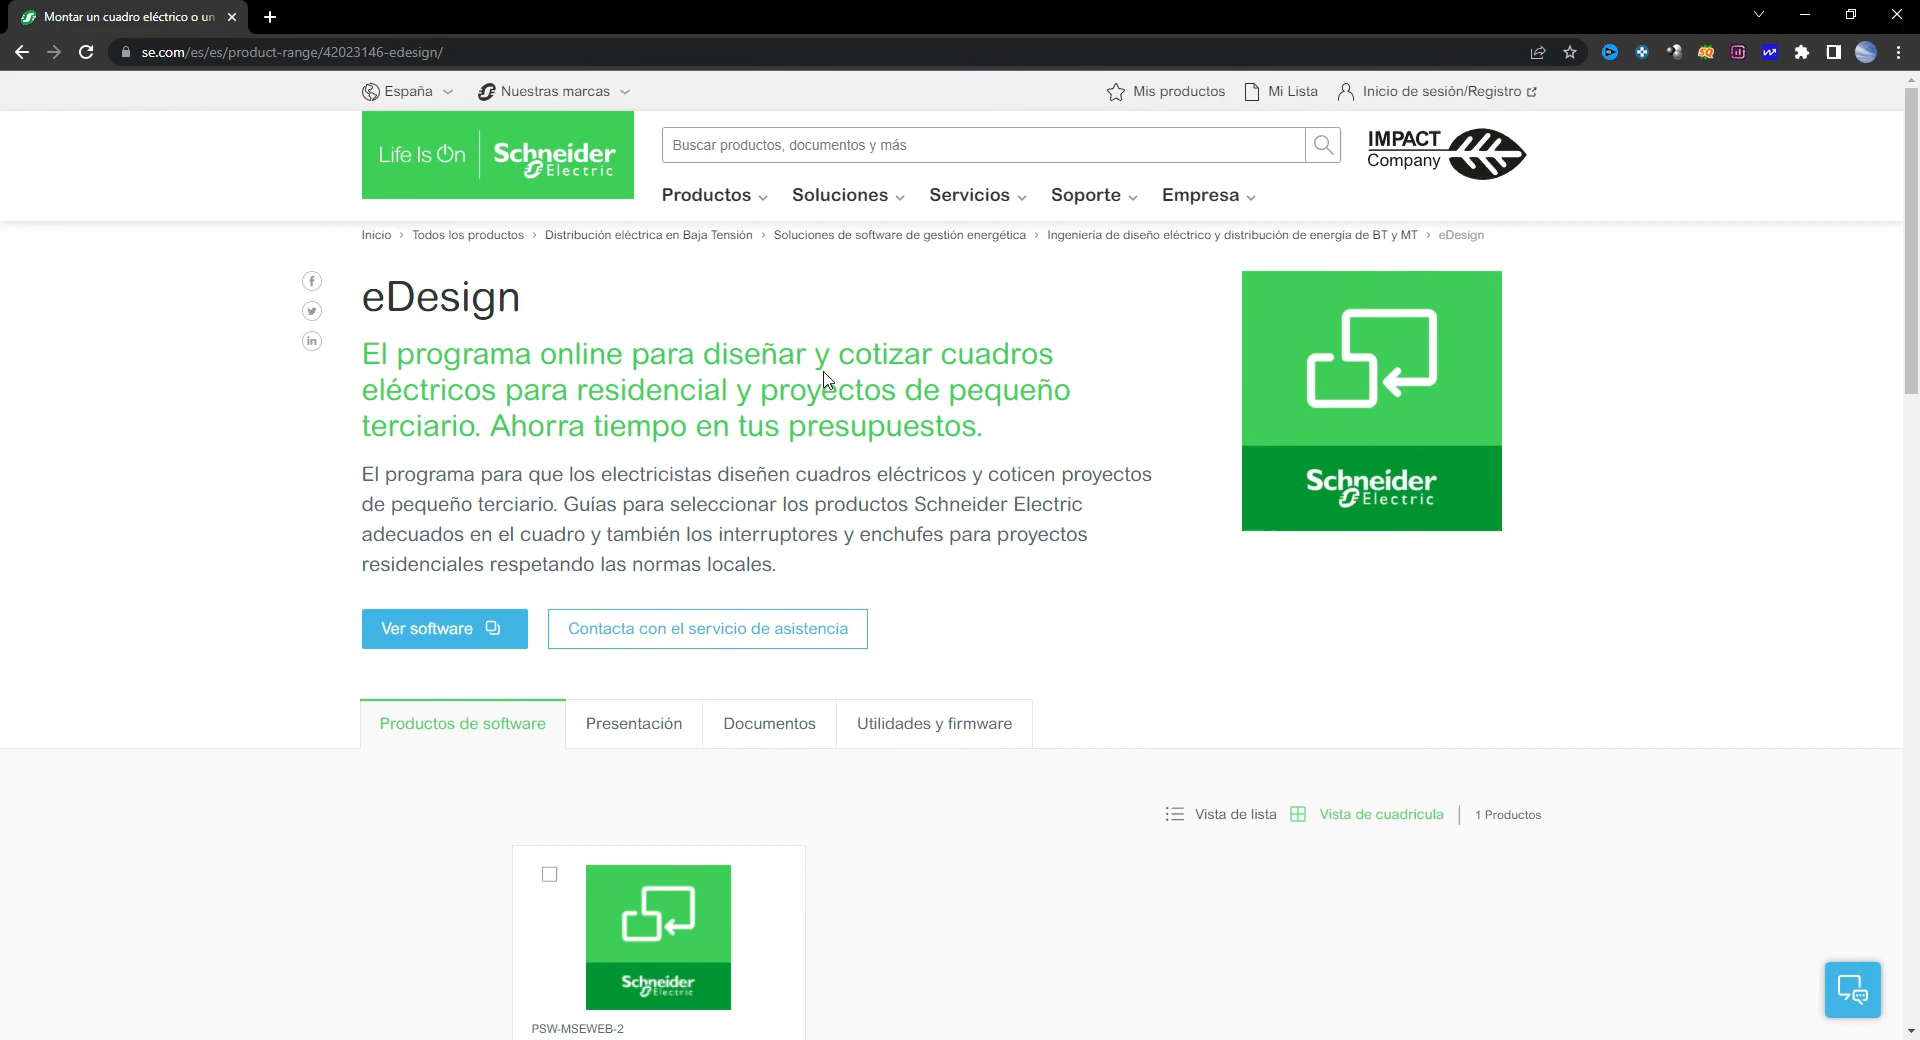 Montar un cuadro eléctrico o un
se.com/es/es/product-range/42023146-edesign/
España
Nuestras marcas
Mis productos
Mi Lista
Inicio de sesión/Registro
Life Is On
Schneider
Electric
Buscar productos, documentos y más
IMPACT
Company
Productos
Soluciones
Servicios
Soporte
Empresa
Inicio > Todos los productos > Distribución eléctrica en Baja Tensión > Soluciones de software de gestión energética > Ingeniería de diseño eléctrico y distribución de energía de BT y MT > eDesign
eDesign
El programa online para diseñar y cotizar cuadros
eléctricos para residencial y proyectos de pequeño
terciario. Ahorra tiempo en tus presupuestos.
El programa para que los electricistas diseñen cuadros eléctricos y coticen proyectos
de pequeño terciario. Guías para seleccionar los productos Schneider Electric
adecuados en el cuadro y también los interruptores y enchufes para proyectos
residenciales respetando las normas locales.
Schneider
Electric
Ver software
Contacta con el servicio de asistencia
Productos de software
Presentación
Documentos
Utilidades y firmware
Vista de lista
Vista de cuadrícula
1 Productos
Schneider
Electric
PSW-MSEWEB-2